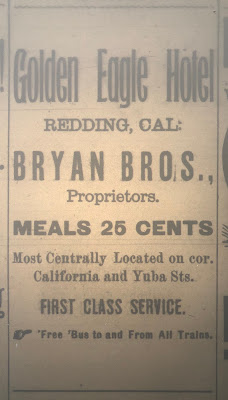 Golden Eagle Hotel
REDDING, CAL.
BRYAN BROS.,
Proprietors.
MEALS 25 CENTS
Most Centrally Located on cor.
California and Yuba Sts.
FIRST CLASS SERVICE.
☛ 'Free 'Bus to and From All Trains.